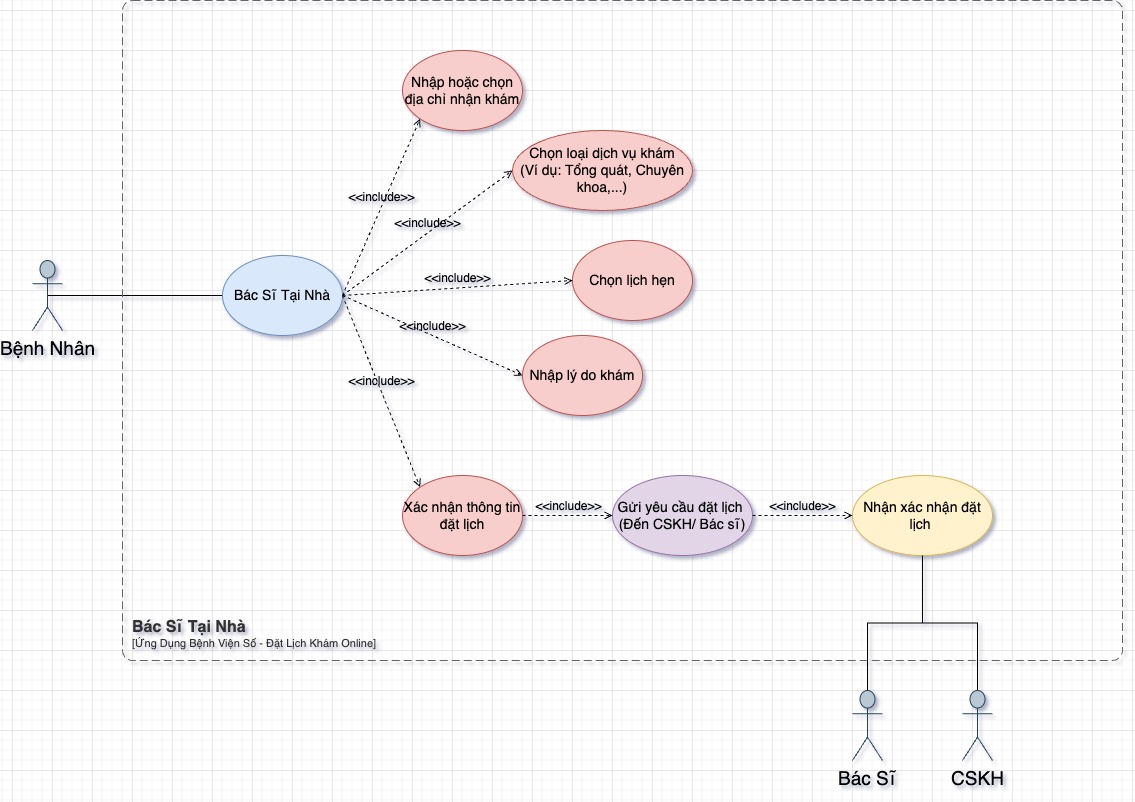 Nhập hoặc chọn
địa chỉ nhận khám
Chọn loại dịch vụ khám
(Ví dụ: Tổng quát, Chuyên
khoa,...)
<<include>>
<<include>>
<<include>>
Chọn lịch hẹn
Bác Sĩ Tại Nhà
<<include>>
Bệnh Nhân
Nhập lý do khám
<<include>>
Xác nhận thông tin
đặt lịch
<<include>>
Gửi yêu cầu đặt lịch
(Đến CSKH/ Bác sĩ)
<<include>>
Nhận xác nhận đặt
lịch
Bác Sĩ Tại Nhà
[Ứng Dụng Bệnh Viện Số - Đặt Lịch Khám Online]
Bác Sĩ
CSKH